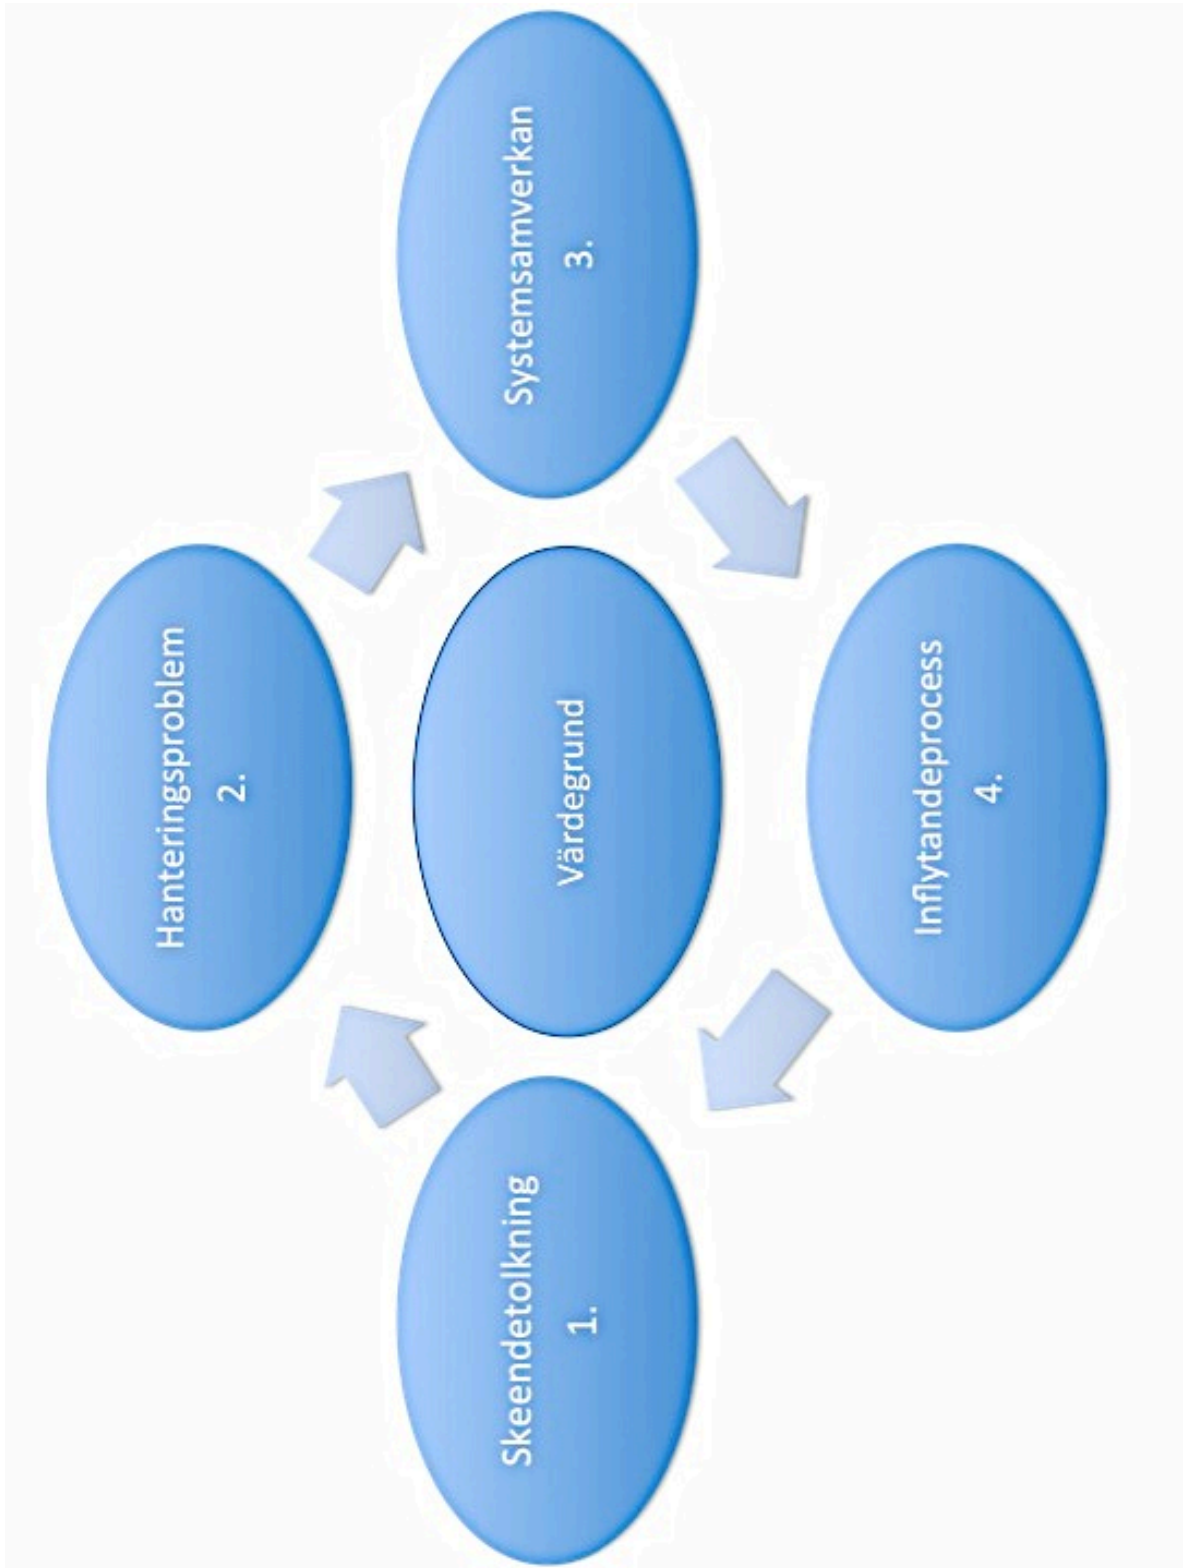 Skeendetolkning
1.
Hanteringsproblem
2.
Systemsamverkan
3.
Värdegrund
Inflytandeprocess
4.